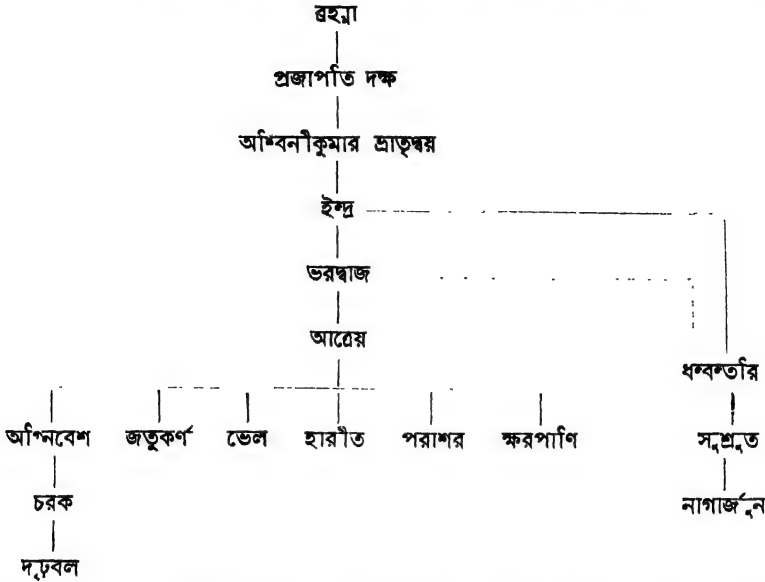 ব্রহ্মা
প্রজাপতি দক্ষ
অশ্বিনীকুমার ভ্রাতৃদ্বয়
ইন্দ্র
ভরদ্বাজ
আত্রেয়
ধন্বন্তরি
অগ্নিবেশ জতুকর্ণ ভেল হারীত পরাশর ক্ষরপাণি সুশ্রুত
চরক নাগার্জুন
দৃঢ়বল